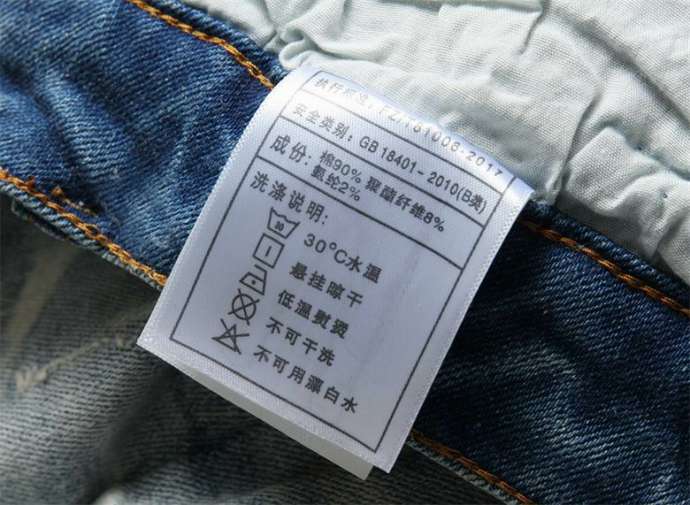 执行标准: FZ/T81006-2017
安全类别: GB 18401-2010(B类)
成份: 棉90% 聚酯纤维8%
氨纶2%
洗涤说明:
30
30°C水温
悬挂晾干
低温熨烫
不可干洗
不可用漂白水